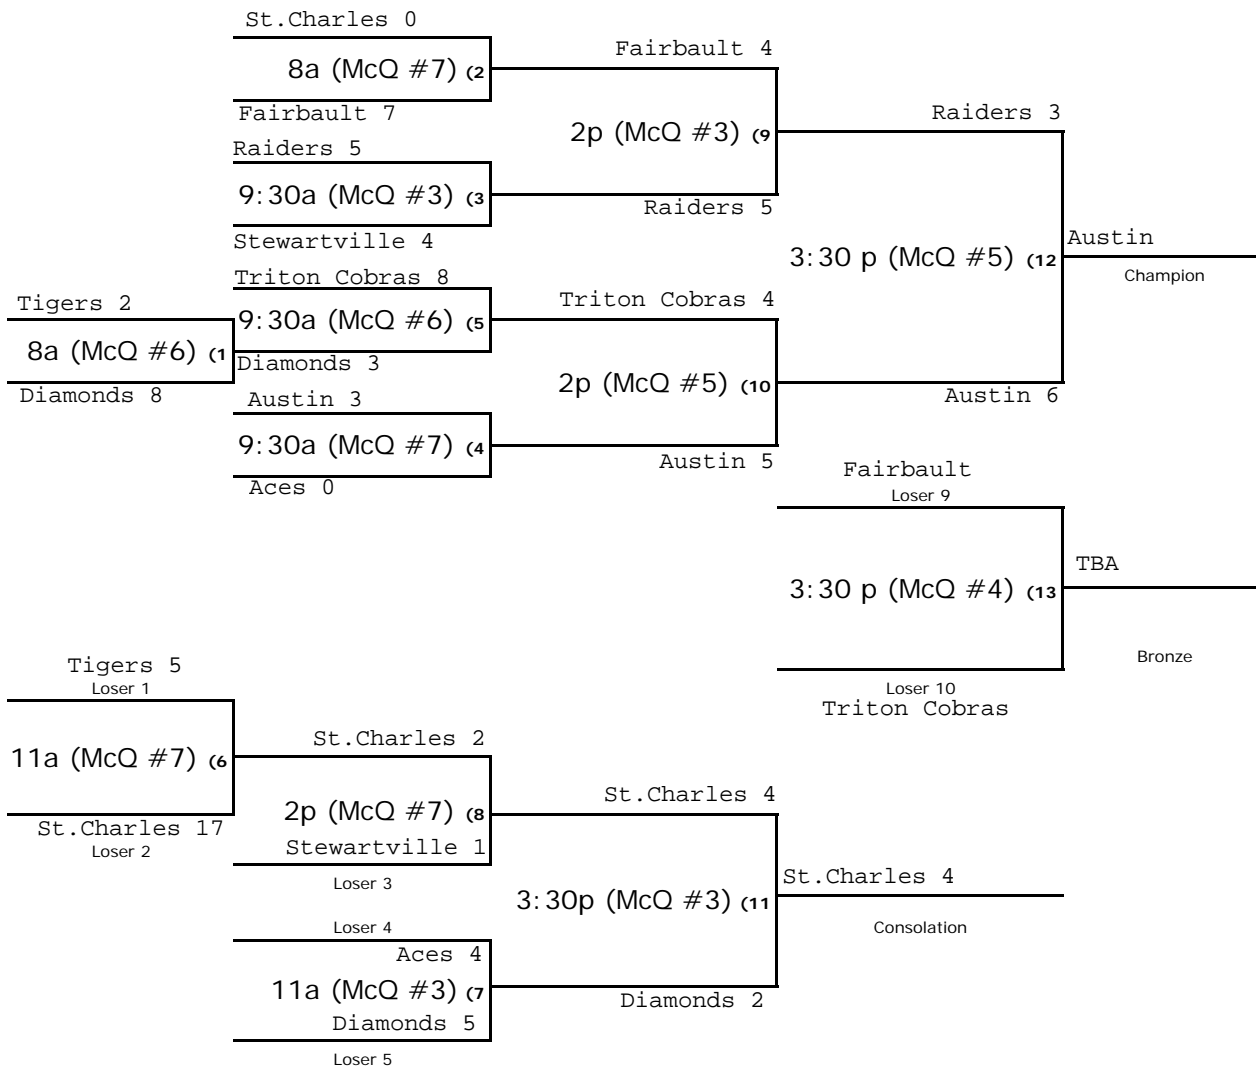 St.Charles 0
8a (McQ #7) (2
Fairbault 7
Fairbault 4
Raiders 5
9:30a (McQ #3) (3
Stewartville 4
2p (McQ #3) (9
Raiders 5
Raiders 3
Triton Cobras 8
9:30a (McQ #6) (5
Diamonds 3
Tigers 2
8a (McQ #6) (1
Diamonds 8
Triton Cobras 4
2p (McQ #5) (10
Austin 5
Austin 3
9:30a (McQ #7) (4
Aces 0
3:30 p (McQ #5) (12
Austin 6
Austin
Champion
Fairbault
Loser 9
3:30 p (McQ #4) (13
Loser 10
Triton Cobras
TBA
Bronze
Tigers 5
Loser 1
11a (McQ #7) (6
St.Charles 17
Loser 2
St.Charles 2
2p (McQ #7) (8
Stewartville 1
Loser 3
Loser 4
Aces 4
11a (McQ #3) (7
Diamonds 5
Loser 5
St.Charles 4
3:30p (McQ #3) (11
Diamonds 2
St.Charles 4
Consolation